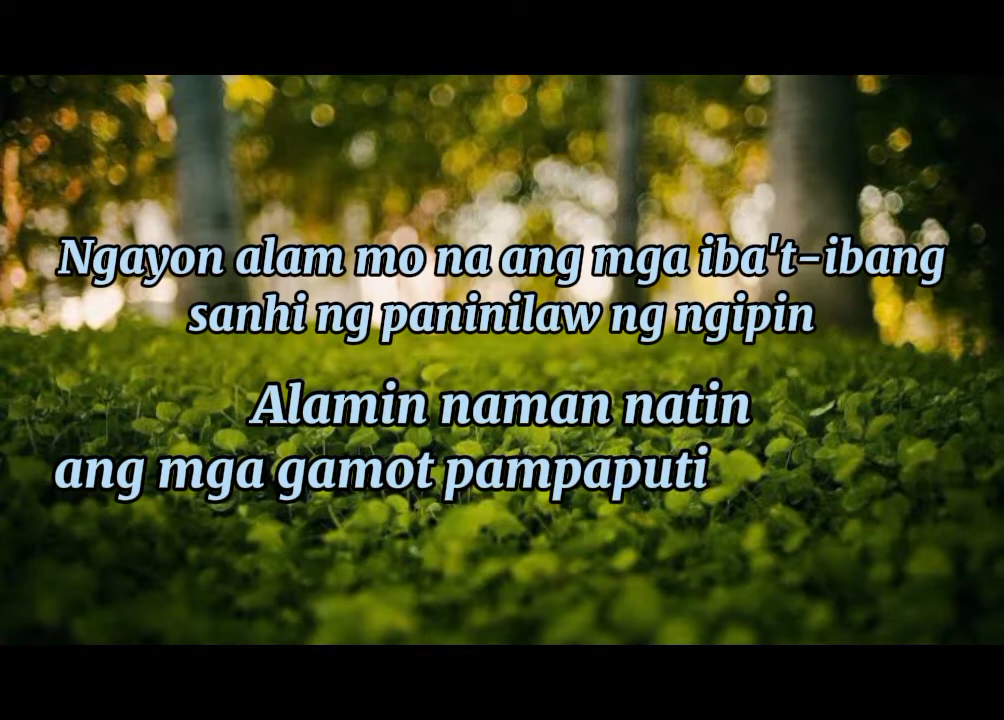 Ngayon alam mo na ang mga iba't-ibang
sanhi ng paninilaw ng ngipin
Alamin naman natin
ang mga gamot pampaputi